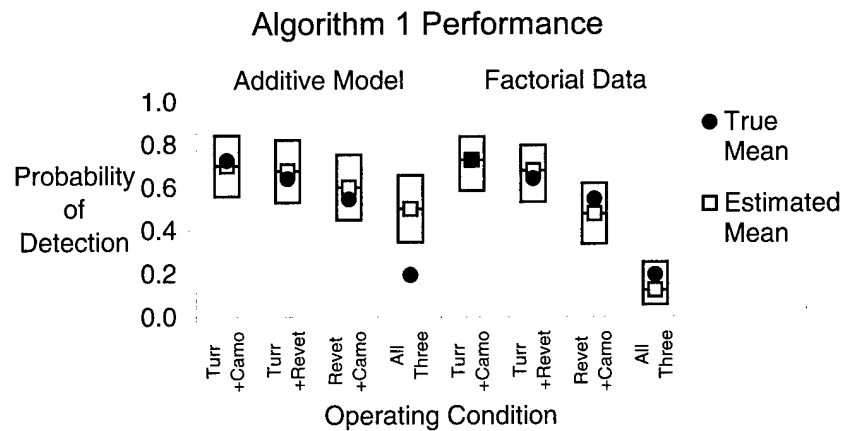 Algorithm 1 Performance
Additive Model
Factorial Data
1.0
0.8
0.6
0.4
0.2
0.0
Probability
of
Detection
True
Mean
Estimated
Mean
Turr
+Camo
Turr
+Revet
Revet
+Camo
All
Three
Turr
+Camo
Turr
+Revet
Revet
+Camo
All
Three
Operating Condition